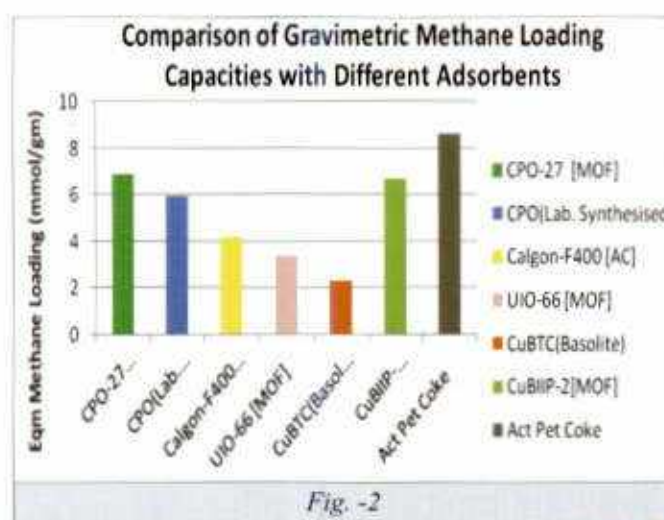 Comparison of Gravimetric Methane Loading
Capacities with Different Adsorbents
Eqm Methane Loading (mmol/gm)
10
8
6
4
2
0
CPO-27...
CPO(Lab....
Calgon-F400...
UIO-66 [MOF]
CuBTC(Basol...
CuBIIP-...
Act Pet Coke
CPO-27 [MOF]
CPO(Lab. Synthesised
Calgon-F400 [AC]
UIO-66 [MOF]
CuBTC(Basolite)
CuBIIP-2[MOF]
Act Pet Coke
Fig. -2